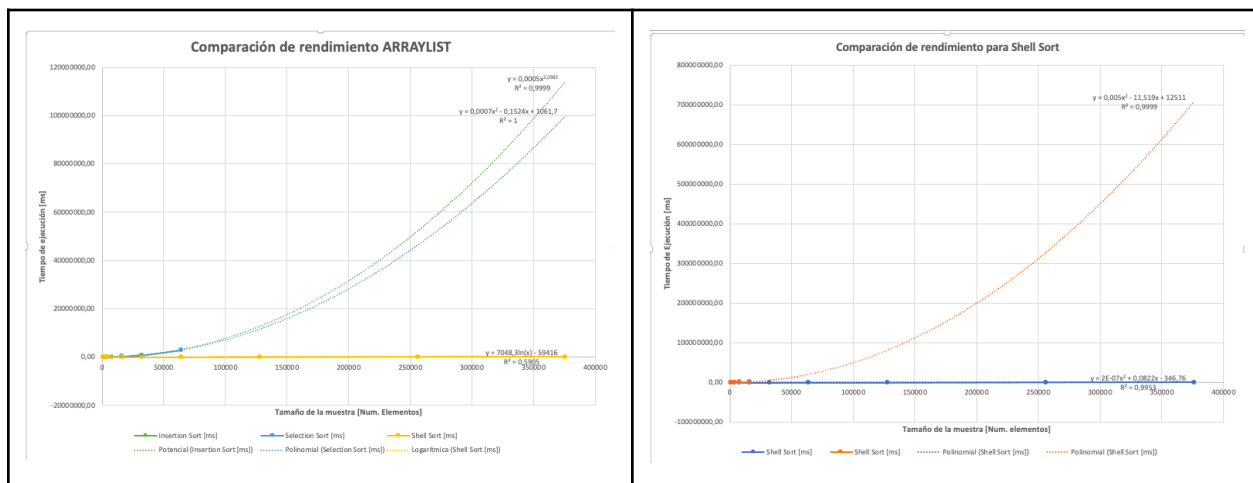 Comparación de rendimiento ARRAYLIST
120000000,00
100000000,00
80000000,00
60000000,00
40000000,00
20000000,00
0,00
-20000000,00
Tiempo de ejecución [ms]
y = 0,0005x^2,0383
R² = 0,9999
y = 0,0007x² - 0,1524x + 1061,7
R² = 1
y = 7048,3ln(x) - 59416
R² = 0,5905
0 50000 100000 150000 200000 250000 300000 350000 400000
Tamaño de la muestra [Num. Elementos]
Insertion Sort [ms] Selection Sort [ms] Shell Sort [ms]
Potencial (Insertion Sort [ms]) Polinomial (Selection Sort [ms]) Logarítmica (Shell Sort [ms])
Comparación de rendimiento para Shell Sort
800000000,00
700000000,00
600000000,00
500000000,00
400000000,00
300000000,00
200000000,00
100000000,00
0,00
-100000000,00
Tiempo de Ejecución [ms]
y = 0,005x² - 11,519x + 12511
R² = 0,9999
y = 2E-07x² + 0,0822x - 346,76
R² = 0,9953
0 50000 100000 150000 200000 250000 300000 350000 400000
Tamaño de la muestra [Num. elementos]
Shell Sort [ms] Shell Sort [ms] Polinomial (Shell Sort [ms]) Polinomial (Shell Sort [ms])